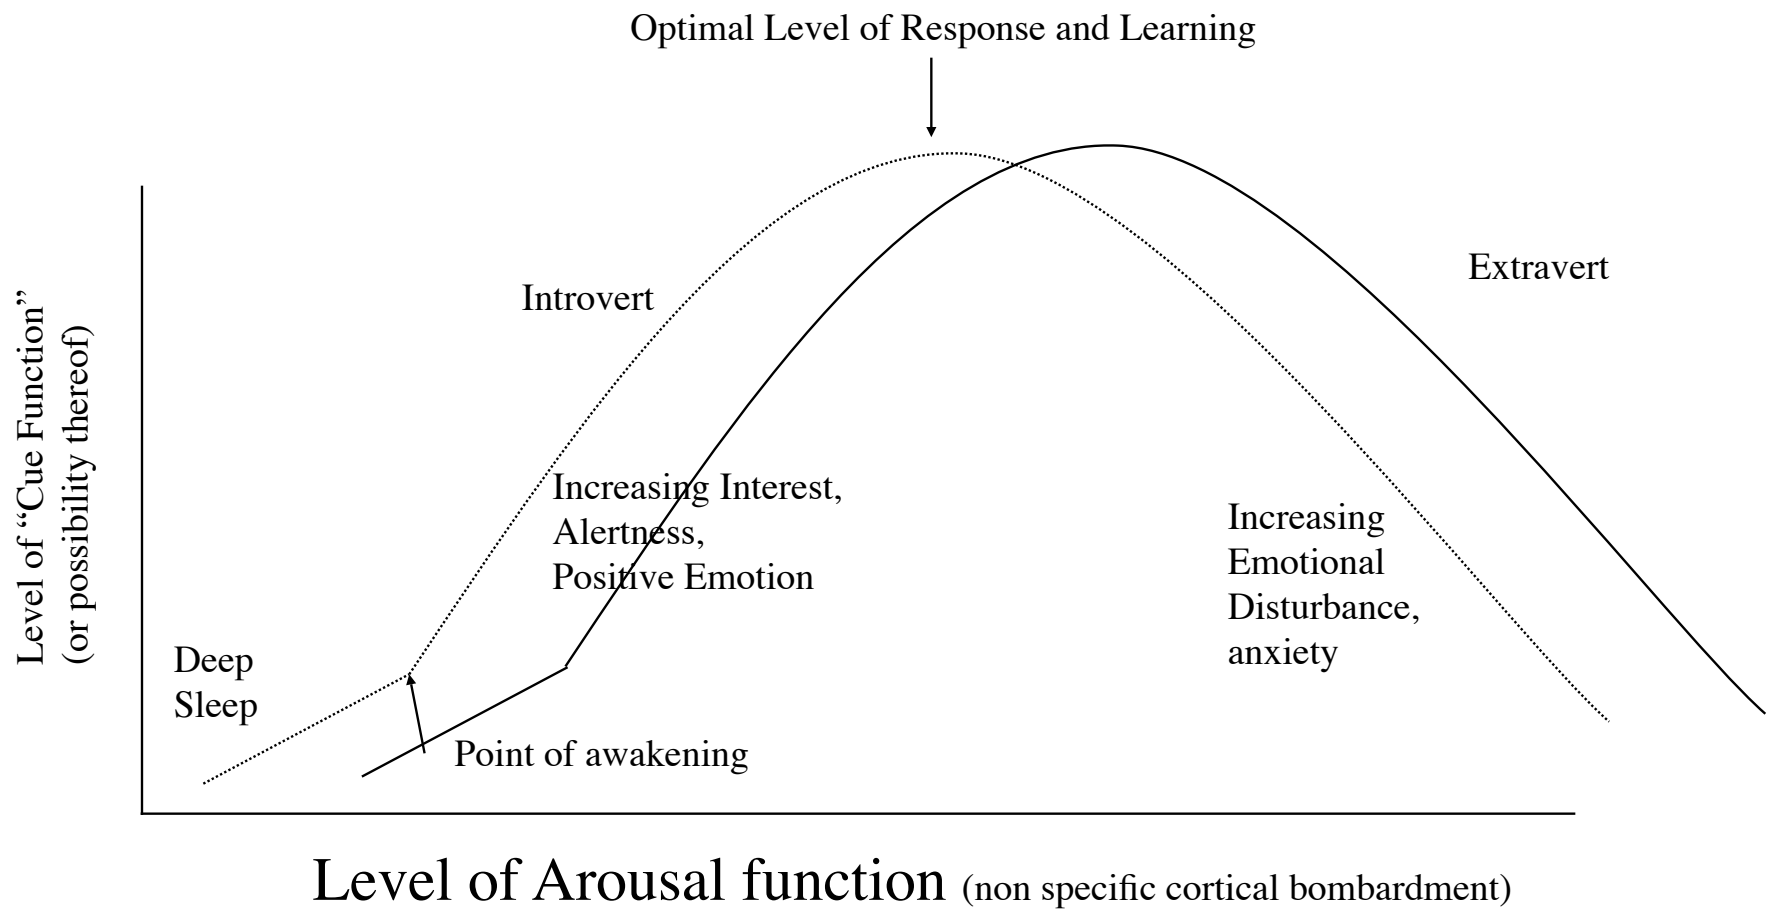 Optimal Level of Response and Learning
Introvert
Extravert
Level of “Cue Function”
(or possibility thereof)
Increasing Interest,
Alertness,
Positive Emotion
Increasing
Emotional
Disturbance,
anxiety
Deep
Sleep
Point of awakening
Level of Arousal function (non specific cortical bombardment)